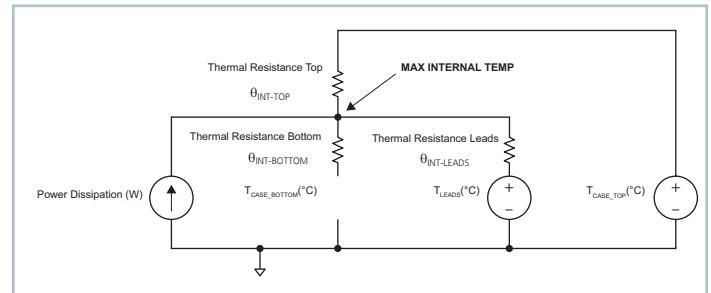 Thermal Resistance Top
MAX INTERNAL TEMP
θINT-TOP
Thermal Resistance Bottom
Thermal Resistance Leads
θINT-BOTTOM
θINT-LEADS
Power Dissipation (W)
TCASE_BOTTOM(°C)
TLEADS(°C)
+
–
TCASE_TOP(°C)
+
–